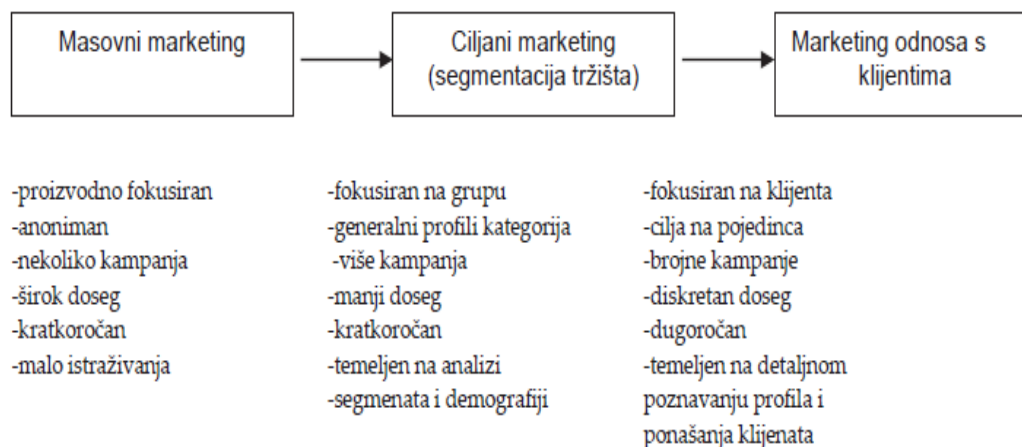 Masovni marketing
Ciljani marketing
(segmentacija tržišta)
Marketing odnosa s
klijentima
-proizvodno fokusiran
-anoniman
-nekoliko kampanja
-širok doseg
-kratkoročan
-malo istraživanja
-fokusiran na grupu
-generalni profili kategorija
-više kampanja
-manji doseg
-kratkoročan
-temeljen na analizi
-segmenata i demografiji
-fokusiran na klijenta
-cilja na pojedinca
-brojne kampanje
-diskretan doseg
-dugoročan
-temeljen na detaljnom
poznavanju profila i
ponašanja klijenata